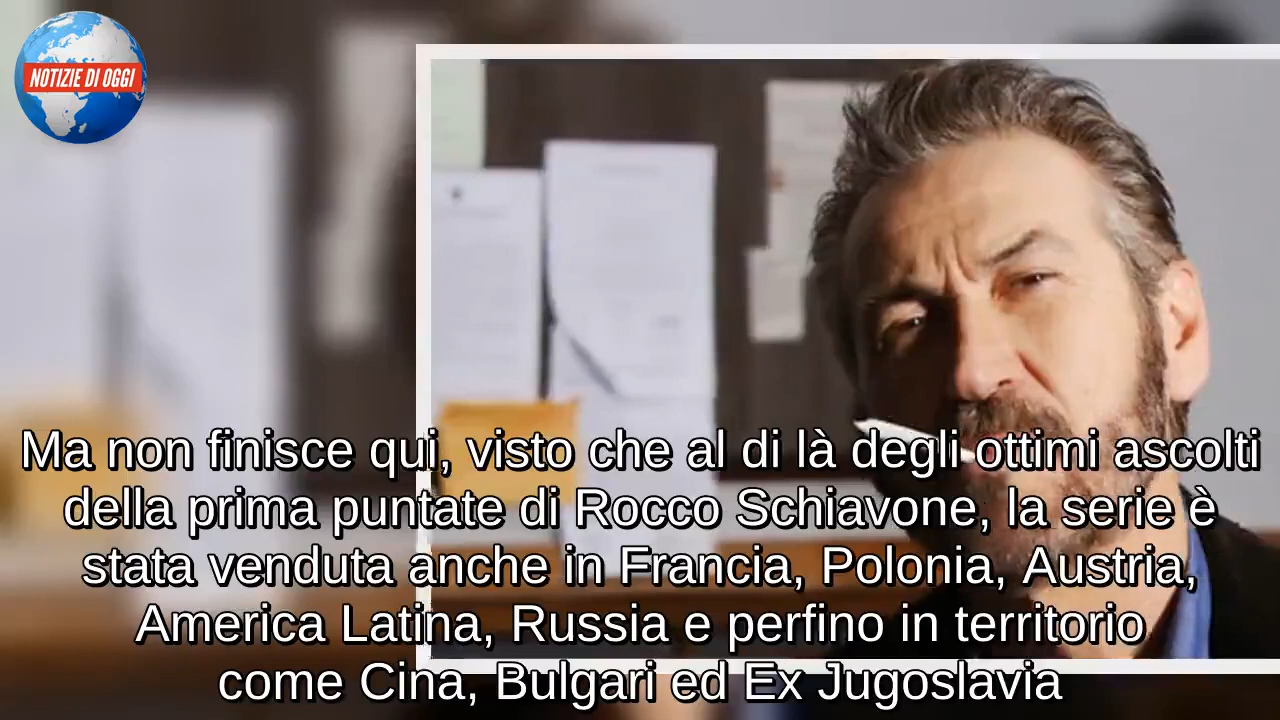 NOTIZIE DI OGGI
Ma non finisce qui, visto che al di là degli ottimi ascolti
della prima puntate di Rocco Schiavone, la serie è
stata venduta anche in Francia, Polonia, Austria,
America Latina, Russia e perfino in territorio
come Cina, Bulgari ed Ex Jugoslavia